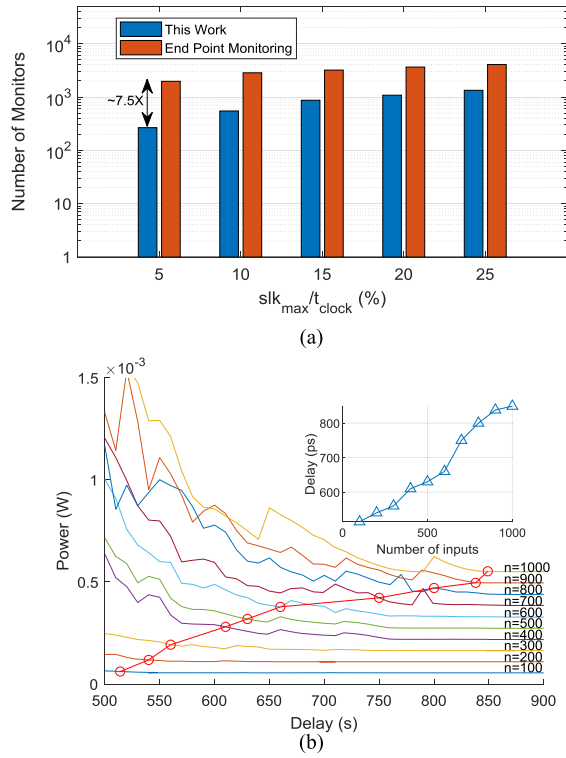 This Work
End Point Monitoring
10^4
10^3
10^2
10
1
Number of Monitors
~7.5X
5 10 15 20 25
slk_max/t_clock (%)
(a)
×10^-3
1.5
1
0.5
0
Power (W)
800
700
600
Delay (ps)
0 500 1000
Number of inputs
n=1000
n=900
n=800
n=700
n=600
n=500
n=400
n=300
n=200
n=100
500 550 600 650 700 750 800 850 900
Delay (s)
(b)